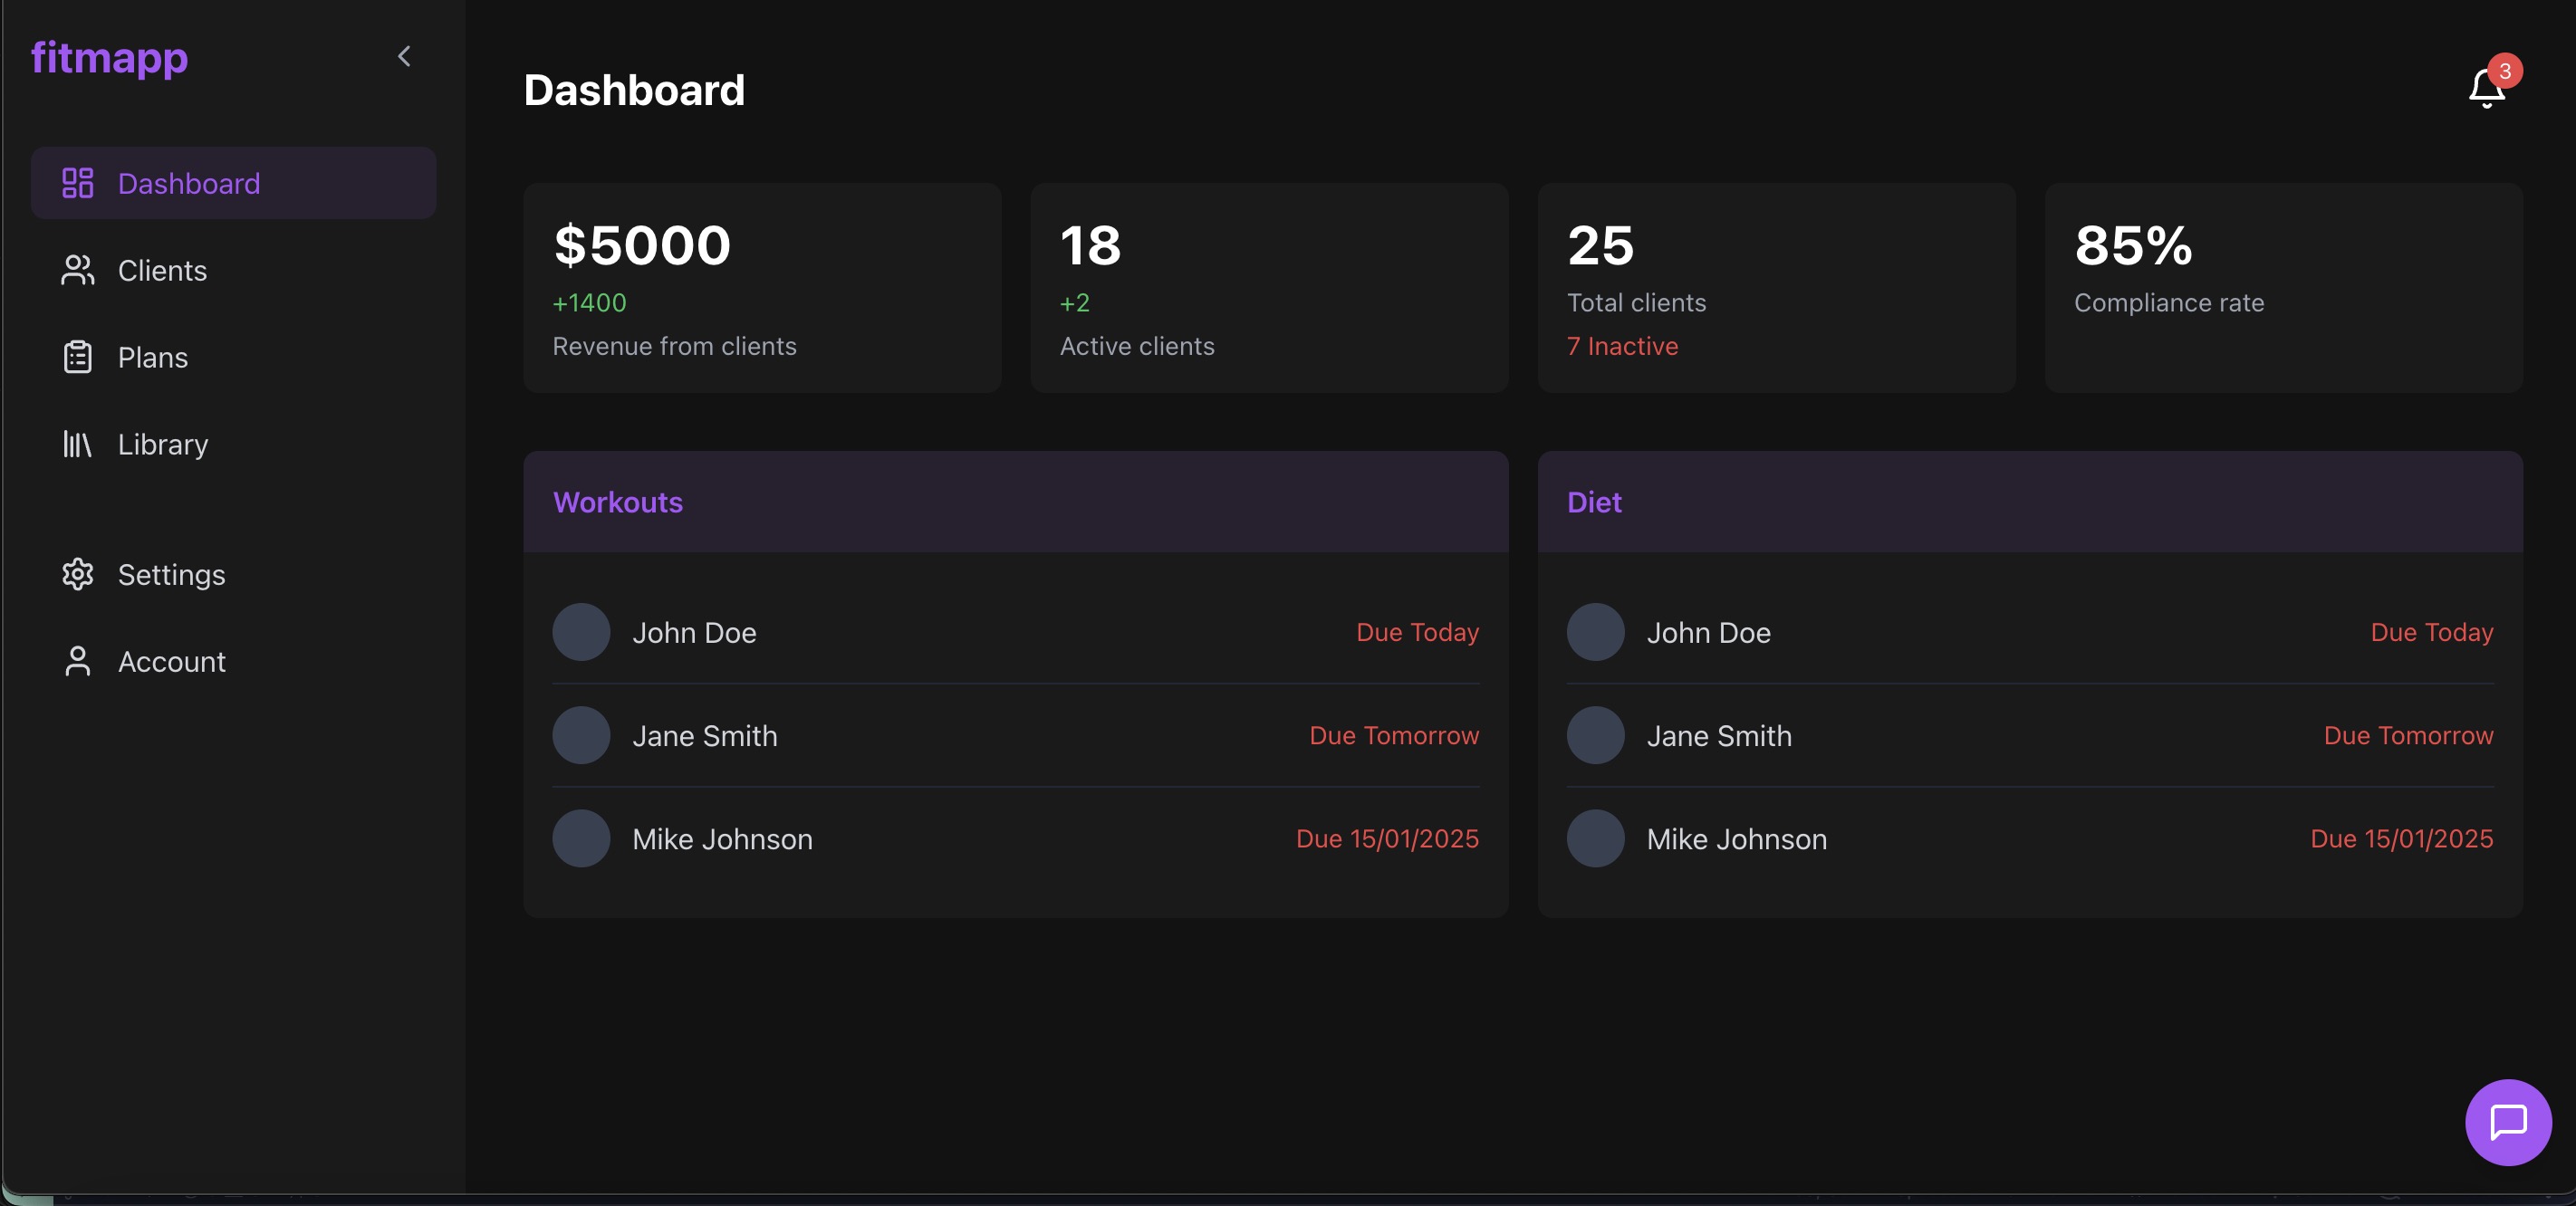 fitmapp
Dashboard
Clients
Plans
Library
Settings
Account
Dashboard
3
$5000
+1400
Revenue from clients
18
+2
Active clients
25
Total clients
7 Inactive
85%
Compliance rate
Workouts
John Doe Due Today
Jane Smith Due Tomorrow
Mike Johnson Due 15/01/2025
Diet
John Doe Due Today
Jane Smith Due Tomorrow
Mike Johnson Due 15/01/2025